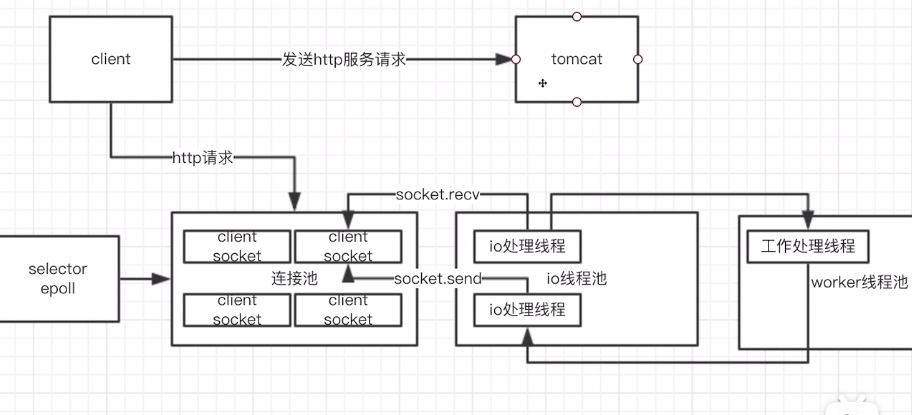 client
发送http服务请求
tomcat
http请求
socket.recv
selector
epoll
client
socket
client
socket
io处理线程
工作处理线程
连接池
socket.send
io线程池
worker线程池
client
socket
client
socket
io处理线程